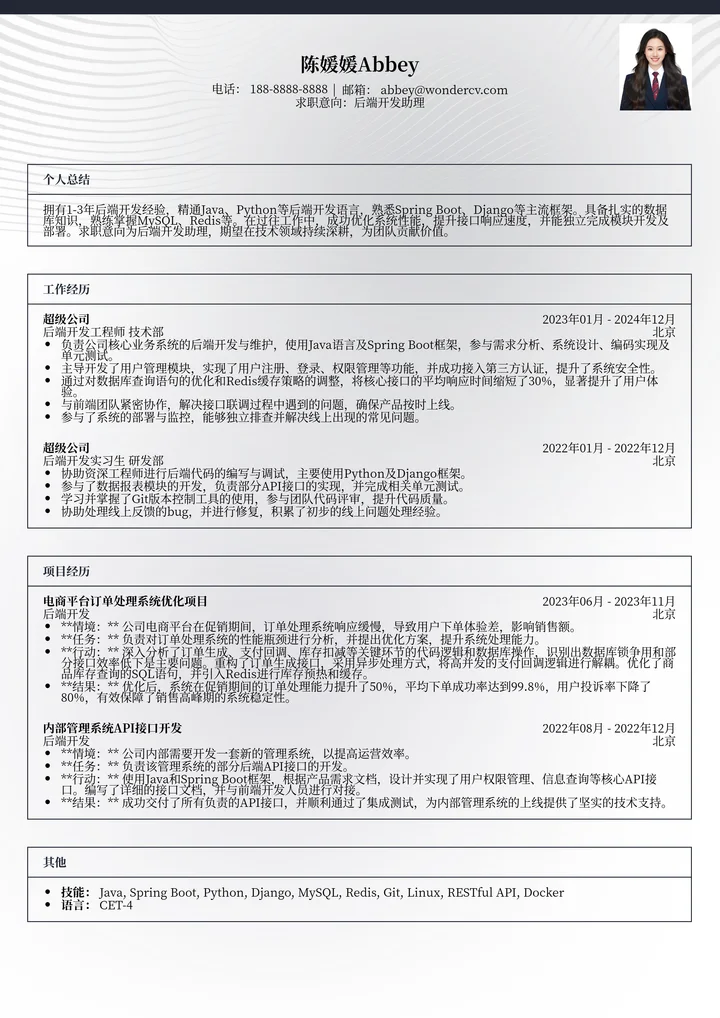 陈媛媛Abbey
电话： 188-8888-8888 | 邮箱： abbey@wondercv.com
求职意向：后端开发助理
个人总结
拥有1-3年后端开发经验，精通Java、Python等后端开发语言，熟悉Spring Boot、Django等主流框架。具备扎实的数据
库知识，熟练掌握MySQL、Redis等。在过往工作中，成功优化系统性能，提升接口响应速度，并能独立完成模块开发及
部署。求职意向为后端开发助理，期望在技术领域持续深耕，为团队贡献价值。
工作经历
超级公司 2023年01月 - 2024年12月
后端开发工程师 技术部 北京
• 负责公司核心业务系统的后端开发与维护，使用Java语言及Spring Boot框架，参与需求分析、系统设计、编码实现及
单元测试。
• 主导开发了用户管理模块，实现了用户注册、登录、权限管理等功能，并成功接入第三方认证，提升了系统安全性。
• 通过对数据库查询语句的优化和Redis缓存策略的调整，将核心接口的平均响应时间缩短了30%，显著提升了用户体
验。
• 与前端团队紧密协作，解决接口联调过程中遇到的问题，确保产品按时上线。
• 参与了系统的部署与监控，能够独立排查并解决线上出现的常见问题。
超级公司 2022年01月 - 2022年12月
后端开发实习生 研发部 北京
• 协助资深工程师进行后端代码的编写与调试，主要使用Python及Django框架。
• 参与了数据报表模块的开发，负责部分API接口的实现，并完成相关单元测试。
• 学习并掌握了Git版本控制工具的使用，参与团队代码评审，提升代码质量。
• 协助处理线上反馈的bug，并进行修复，积累了初步的线上问题处理经验。
项目经历
电商平台订单处理系统优化项目 2023年06月 - 2023年11月
后端开发 北京
• **情境：** 公司电商平台在促销期间，订单处理系统响应缓慢，导致用户下单体验差，影响销售额。
• **任务：** 负责对订单处理系统的性能瓶颈进行分析，并提出优化方案，提升系统处理能力。
• **行动：** 深入分析了订单生成、支付回调、库存扣减等关键环节的代码逻辑和数据库操作，识别出数据库锁争用和部
分接口效率低下是主要问题。重构了订单生成接口，采用异步处理方式，将高并发的支付回调逻辑进行解耦。优化了商
品库存查询的SQL语句，并引入Redis进行库存预热和缓存。
• **结果：** 优化后，系统在促销期间的订单处理能力提升了50%，平均下单成功率达到99.8%，用户投诉率下降了
80%，有效保障了销售高峰期的系统稳定性。
内部管理系统API接口开发 2022年08月 - 2022年12月
后端开发 北京
• **情境：** 公司内部需要开发一套新的管理系统，以提高运营效率。
• **任务：** 负责该管理系统的部分后端API接口的开发。
• **行动：** 使用Java和Spring Boot框架，根据产品需求文档，设计并实现了用户权限管理、信息查询等核心API接
口。编写了详细的接口文档，并与前端开发人员进行对接。
• **结果：** 成功交付了所有负责的API接口，并顺利通过了集成测试，为内部管理系统的上线提供了坚实的技术支持。
其他
• 技能： Java, Spring Boot, Python, Django, MySQL, Redis, Git, Linux, RESTful API, Docker
• 语言： CET-4